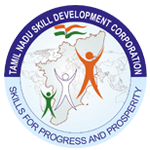 TAMIL NADU SKILL DEVELOPMENT CORPORATION
SKILLS FOR PROGRESS AND PROSPERITY